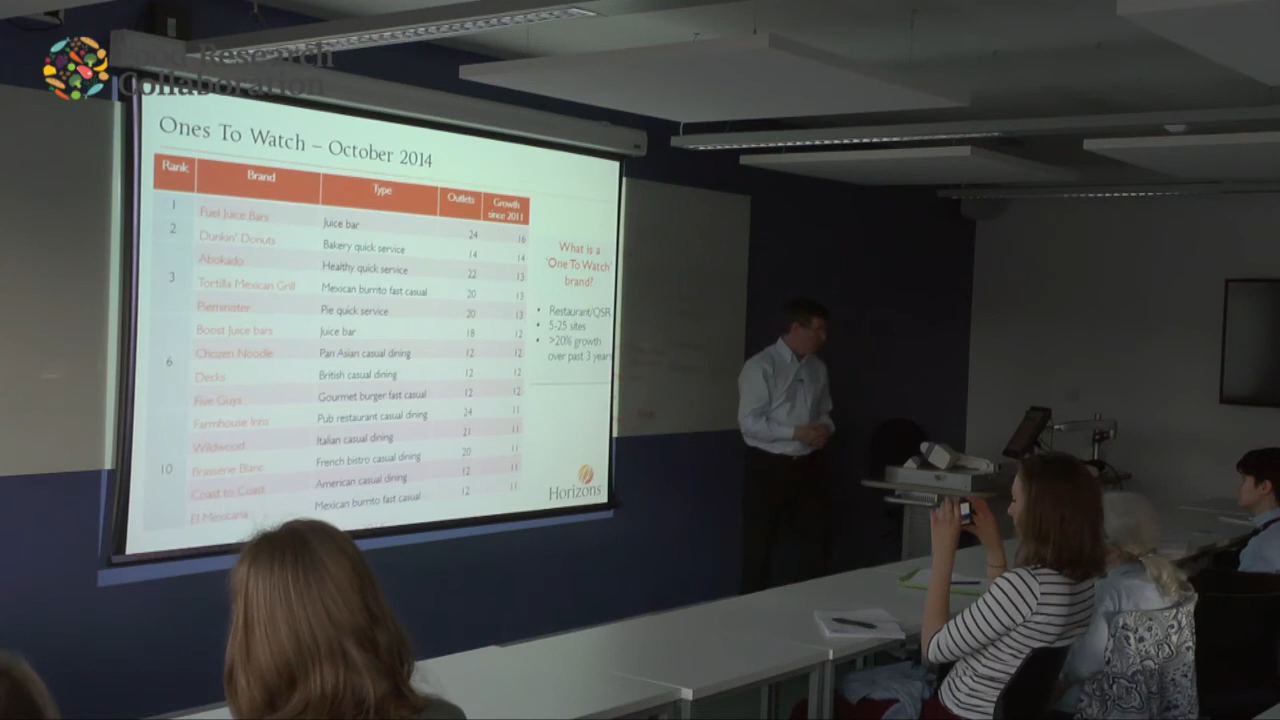 Food Research
Collaboration
Ones To Watch – October 2014
Rank Brand Type Outlets Growth since 2011
1 Fuel Juice Bars Juice bar 24 16
2 Dunkin' Donuts Bakery quick service 14 14
3 Abokado Healthy quick service 22 13
Tortilla Mexican Grill Mexican burrito fast casual 20 13
Pieminister Pie quick service 20 13
6 Boost Juice bars Juice bar 18 12
Chozen Noodle Pan Asian casual dining 12 12
Decks British casual dining 12 12
Five Guys Gourmet burger fast casual 12 12
10 Farmhouse Inns Pub restaurant casual dining 24 11
Wildwood Italian casual dining 21 11
Brasserie Blanc French bistro casual dining 20 11
Coast to Coast American casual dining 12 11
El Mexicana Mexican burrito fast casual 12 11
What is a
'One To Watch'
brand?
• Restaurant/QSR
• 5-25 sites
• >20% growth
over past 3 years
Horizons